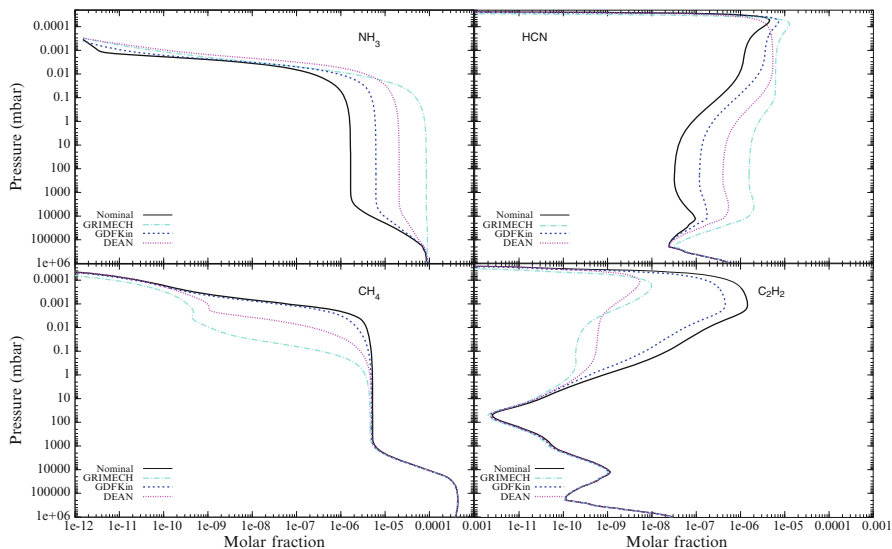 NH3
HCN
0.0001
0.001
0.01
0.1
1
10
100
1000
10000
100000
1e+06
Pressure (mbar)
Nominal
GRIMECH
GDFKin
DEAN
Nominal
GRIMECH
GDFKin
DEAN
CH4
C2H2
0.0001
0.001
0.01
0.1
1
10
100
1000
10000
100000
1e+06
Pressure (mbar)
Nominal
GRIMECH
GDFKin
DEAN
Nominal
GRIMECH
GDFKin
DEAN
1e-12 1e-11 1e-10 1e-09 1e-08 1e-07 1e-06 1e-05 0.0001 0.001 1e-10 1e-09 1e-08 1e-07 1e-06 1e-05 0.0001 0.001
Molar fraction Molar fraction